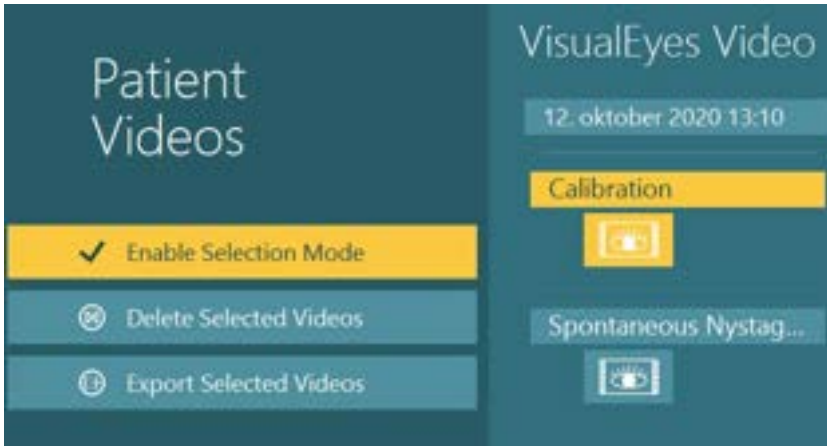 Patient
Videos
Enable Selection Mode
Delete Selected Videos
Export Selected Videos
VisualEyes Video
12. oktober 2020 13:10
Calibration
Spontaneous Nystag...